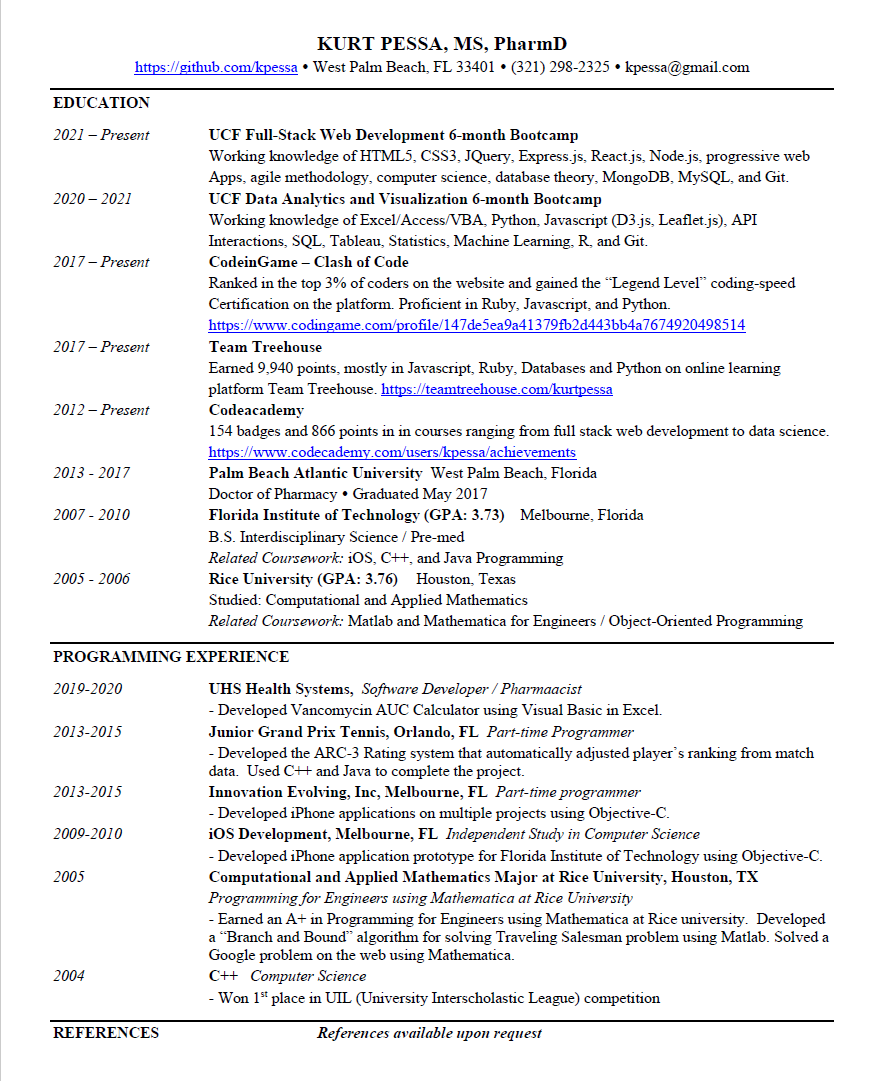 KURT PESSA, MS, PharmD
https://github.com/kpessa • West Palm Beach, FL 33401 • (321) 298-2325 • kpessa@gmail.com
EDUCATION
2021 – Present UCF Full-Stack Web Development 6-month Bootcamp
Working knowledge of HTML5, CSS3, JQuery, Express.js, React.js, Node.js, progressive web
Apps, agile methodology, computer science, database theory, MongoDB, MySQL, and Git.
2020 – 2021 UCF Data Analytics and Visualization 6-month Bootcamp
Working knowledge of Excel/Access/VBA, Python, Javascript (D3.js, Leaflet.js), API
Interactions, SQL, Tableau, Statistics, Machine Learning, R, and Git.
2017 – Present CodeinGame – Clash of Code
Ranked in the top 3% of coders on the website and gained the “Legend Level” coding-speed
Certification on the platform. Proficient in Ruby, Javascript, and Python.
https://www.codingame.com/profile/147de5ea9a41379fb2d443bb4a7674920498514
2017 – Present Team Treehouse
Earned 9,940 points, mostly in Javascript, Ruby, Databases and Python on online learning
platform Team Treehouse. https://teamtreehouse.com/kurtpessa
2012 – Present Codeacademy
154 badges and 866 points in in courses ranging from full stack web development to data science.
https://www.codecademy.com/users/kpessa/achievements
2013 - 2017 Palm Beach Atlantic University West Palm Beach, Florida
Doctor of Pharmacy • Graduated May 2017
2007 - 2010 Florida Institute of Technology (GPA: 3.73) Melbourne, Florida
B.S. Interdisciplinary Science / Pre-med
Related Coursework: iOS, C++, and Java Programming
2005 - 2006 Rice University (GPA: 3.76) Houston, Texas
Studied: Computational and Applied Mathematics
Related Coursework: Matlab and Mathematica for Engineers / Object-Oriented Programming
PROGRAMMING EXPERIENCE
2019-2020 UHS Health Systems, Software Developer / Pharmaacist
- Developed Vancomycin AUC Calculator using Visual Basic in Excel.
2013-2015 Junior Grand Prix Tennis, Orlando, FL Part-time Programmer
- Developed the ARC-3 Rating system that automatically adjusted player’s ranking from match
data. Used C++ and Java to complete the project.
2013-2015 Innovation Evolving, Inc, Melbourne, FL Part-time programmer
- Developed iPhone applications on multiple projects using Objective-C.
2009-2010 iOS Development, Melbourne, FL Independent Study in Computer Science
- Developed iPhone application prototype for Florida Institute of Technology using Objective-C.
2005 Computational and Applied Mathematics Major at Rice University, Houston, TX
Programming for Engineers using Mathematica at Rice University
- Earned an A+ in Programming for Engineers using Mathematica at Rice university. Developed
a “Branch and Bound” algorithm for solving Traveling Salesman problem using Matlab. Solved a
Google problem on the web using Mathematica.
2004 C++ Computer Science
- Won 1st place in UIL (University Interscholastic League) competition
REFERENCES References available upon request